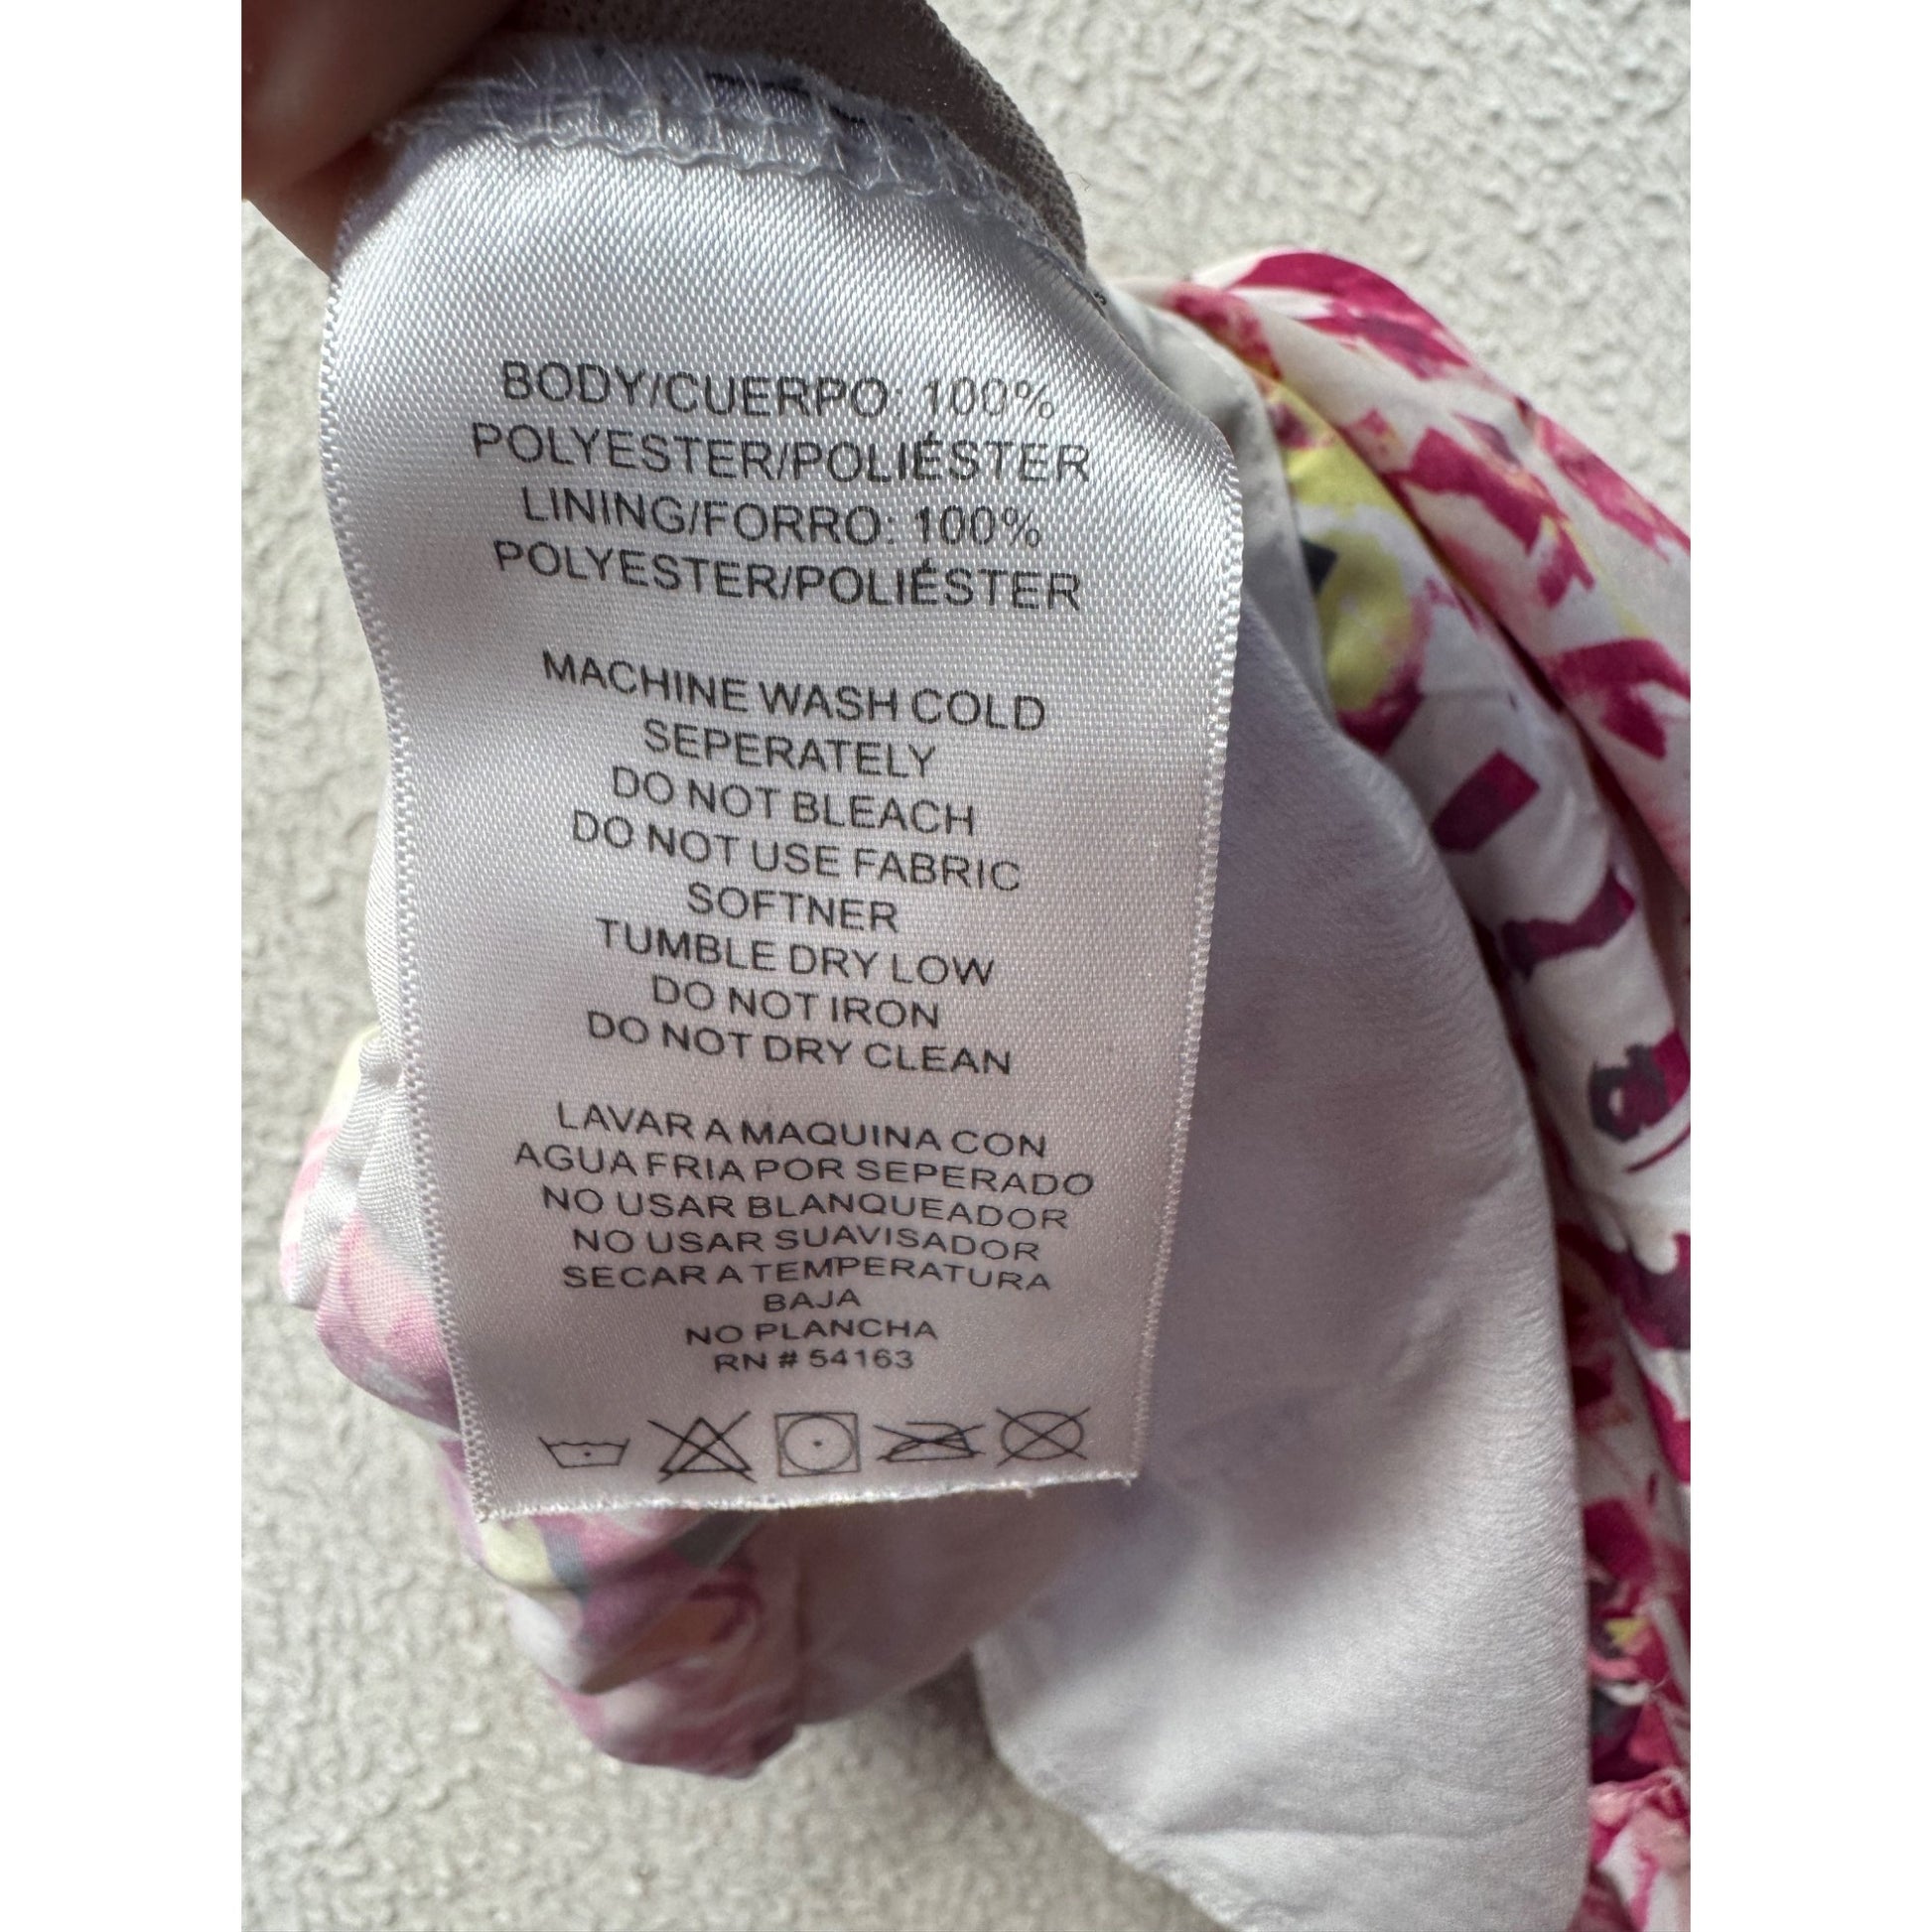 BODY/CUERPO: 100%
POLYESTER/POLIÉSTER
LINING/FORRO: 100%
POLYESTER/POLIÉSTER
MACHINE WASH COLD
SEPERATELY
DO NOT BLEACH
DO NOT USE FABRIC
SOFTNER
TUMBLE DRY LOW
DO NOT IRON
DO NOT DRY CLEAN
LAVAR A MAQUINA CON
AGUA FRIA POR SEPERADO
NO USAR BLANQUEADOR
NO USAR SUAVISADOR
SECAR A TEMPERATURA
BAJA
NO PLANCHA
RN # 54163